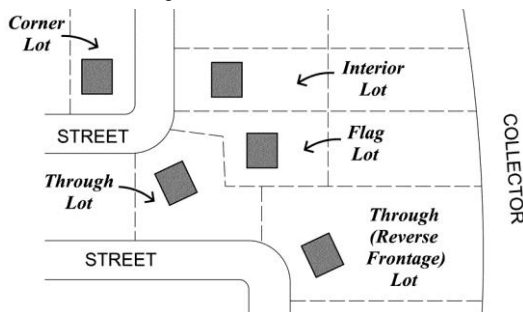 Corner
Lot
Interior
Lot
STREET
Flag
Lot
COLLECTOR
Through
Lot
Through
(Reverse
Frontage)
Lot
STREET